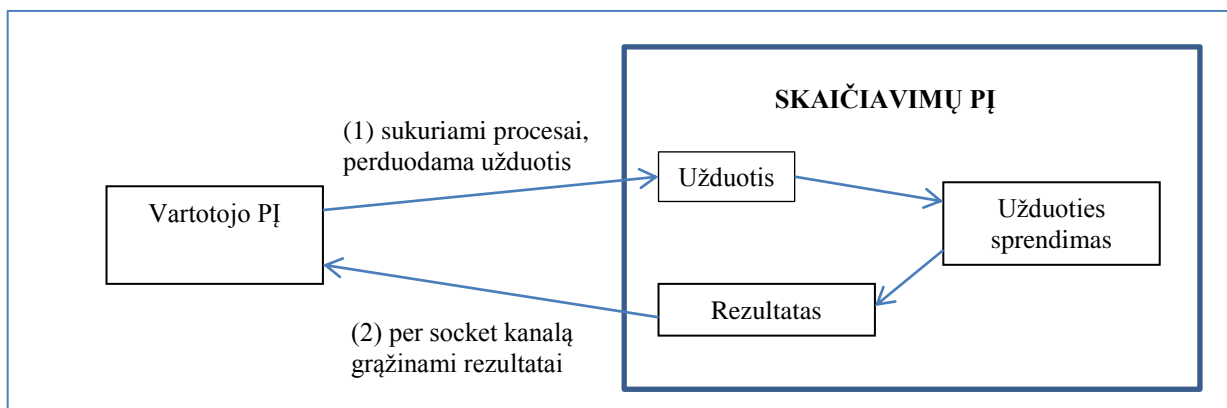 SKAIČIAVIMŲ PĮ
(1) sukuriami procesai,
perduodama užduotis
Užduotis
Vartotojo PĮ
Užduoties
sprendimas
Rezultatas
(2) per socket kanalą
grąžinami rezultatai